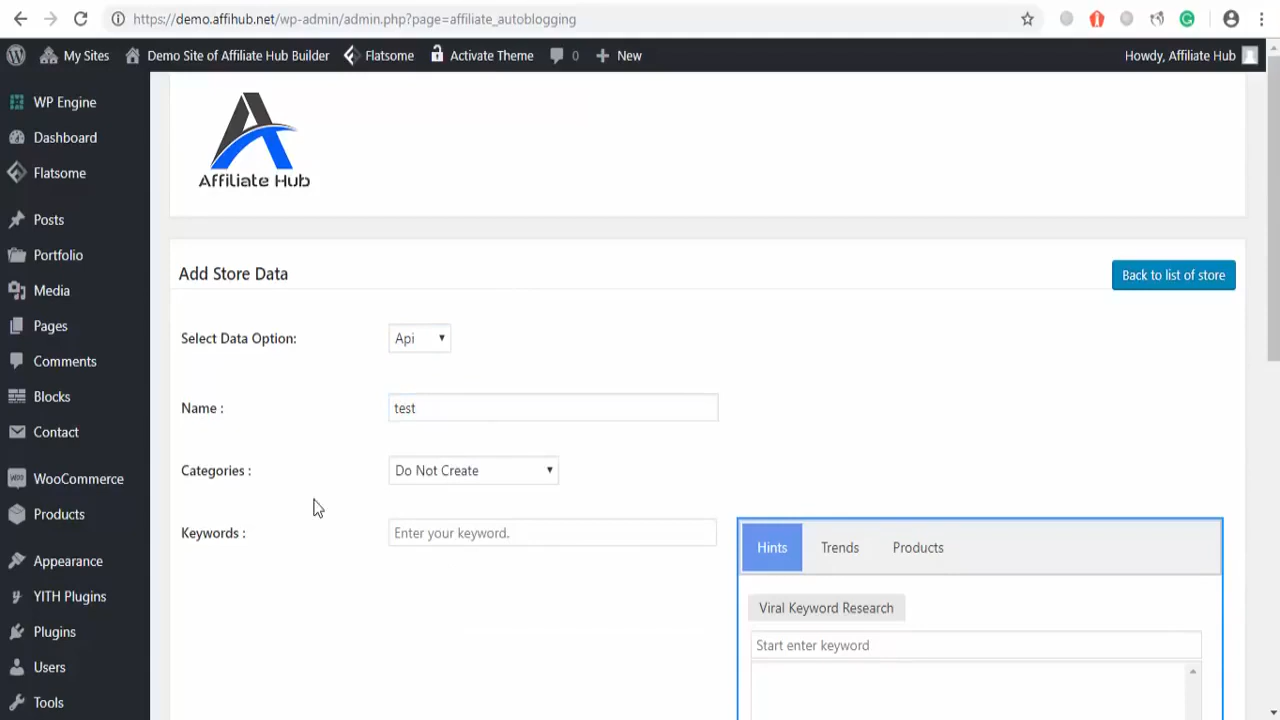 https://demo.affihub.net/wp-admin/admin.php?page=affiliate_autoblogging
My Sites
Demo Site of Affiliate Hub Builder
Flatsome
Activate Theme
0
New
Howdy, Affiliate Hub
WP Engine
Dashboard
Flatsome
Posts
Portfolio
Media
Pages
Comments
Blocks
Contact
WooCommerce
Products
Appearance
YITH Plugins
Plugins
Users
Tools
Affiliate Hub
Add Store Data
Back to list of store
Select Data Option:
Api
Name :
test
Categories :
Do Not Create
Keywords :
Enter your keyword.
Hints
Trends
Products
Viral Keyword Research
Start enter keyword